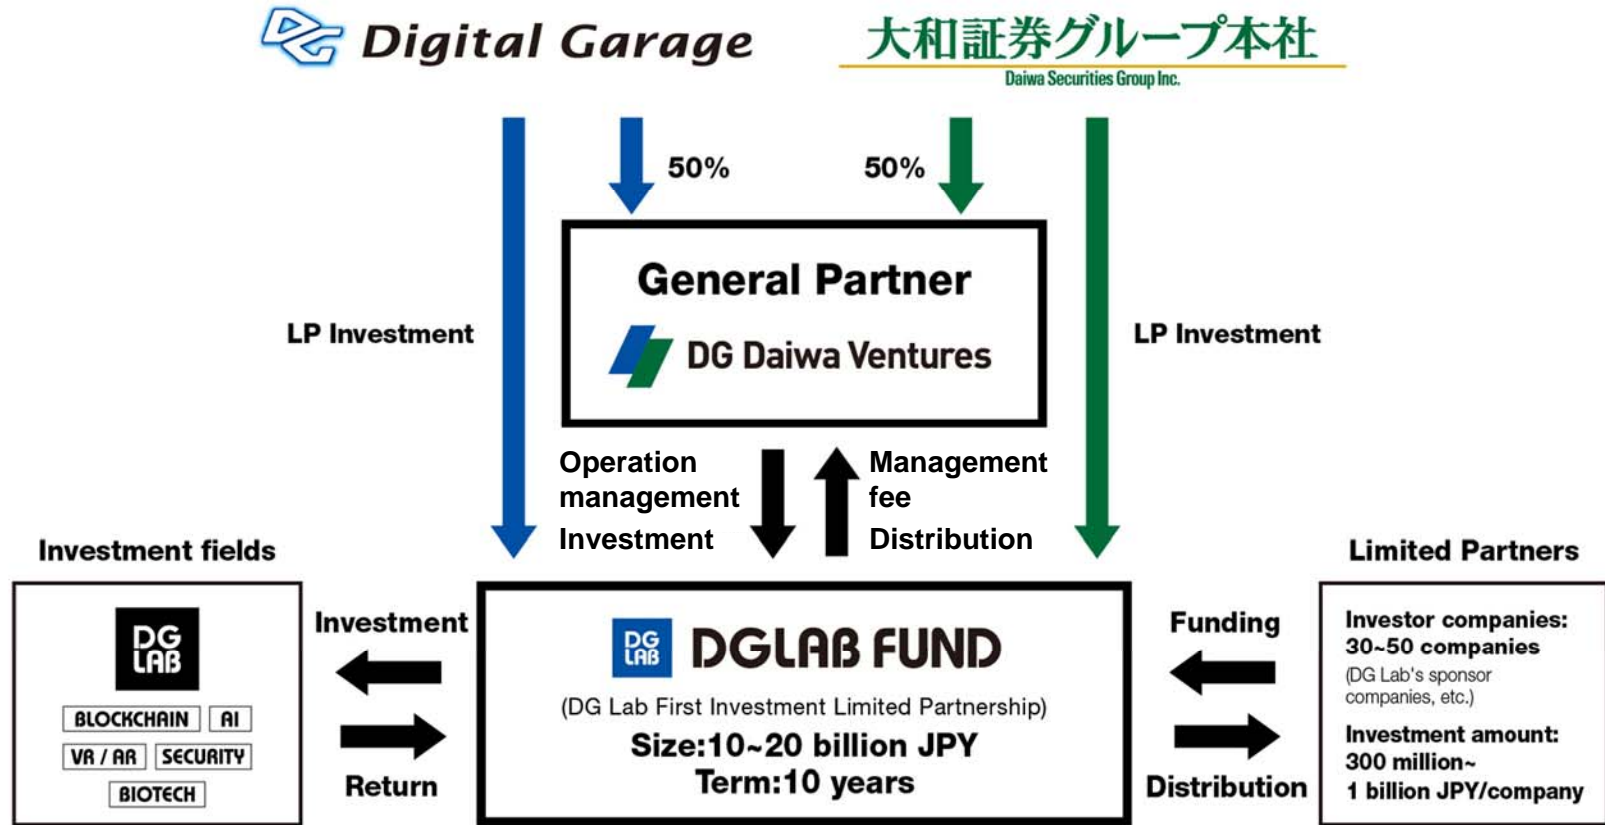 DG Digital Garage
大和証券グループ本社
Daiwa Securities Group Inc.
50%
50%
General Partner
DG Daiwa Ventures
LP Investment
LP Investment
Operation
management
Investment
Management
fee
Distribution
Investment fields
DG
LAB
BLOCKCHAIN
AI
VR / AR
SECURITY
BIOTECH
Investment
Return
DG
LAB
DGLAB FUND
(DG Lab First Investment Limited Partnership)
Size:10~20 billion JPY
Term:10 years
Funding
Distribution
Limited Partners
Investor companies:
30~50 companies
(DG Lab's sponsor
companies, etc.)
Investment amount:
300 million~
1 billion JPY/company